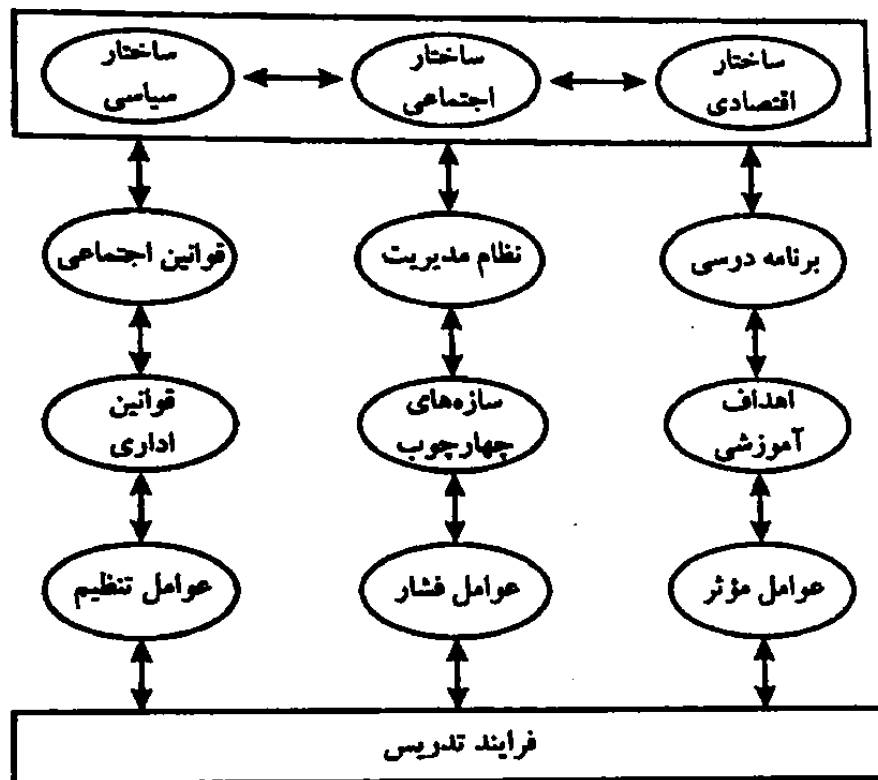 ساختار
اقتصادی
ساختار
اجتماعی
ساختار
سیاسی
برنامه درسی
نظام مدیریت
قوانین اجتماعی
اهداف
آموزشی
سازه‌های
چهارچوب
قوانین
اداری
عوامل مؤثر
عوامل فشار
عوامل تنظیم
فرایند تدریس